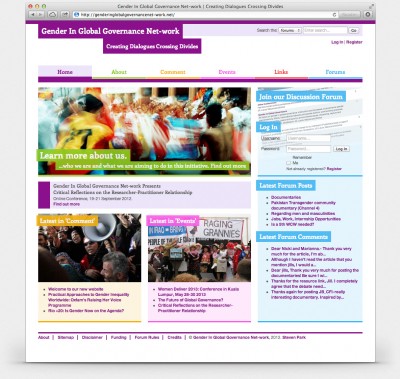 Gender In Global Governance Net-work | Creating Dialogues Crossing Divides
http://genderinglobalgovernancenet-work.net/
Gender In Global Governance Net-work
Creating Dialogues Crossing Divides
Search the: Forums Go
Log in | Register
Home About Comment Events Links Forums
Learn more about us.
...who we are and what we are aiming to do in this initiative. Find out more
Gender In Global Governance Net-work Presents
Critical Reflections on the Researcher-Practitioner Relationship
Online Conference, September 2013
Find out more
Latest in 'Comment'
Welcome to our new website
Practical Approaches to Gender Inequality
Worldwide: Oxfam's Raising Her Voice
Programme
Rio +20: Is Gender Now on the Agenda?
Latest in 'Events'
IRAQ
BRING
RAGING
GRANNIES
Women Deliver 2013: Conference in Kuala
Lumpur, May 28-30 2013
The Future of Global Governance?
Critical Reflections on the Researcher-
Practitioner Relationship
Join our Discussion Forum
Log In
Username:
Password:
Log In
Remember
Me
Not already registered? Register
Latest Forum Posts
Documentaries
Pakistan Transgender community
documentary (Channel 4)
Regarding men and masculinities
Jobs, Work, Internship Opportunities
Is a 5th WCW needed?
Latest Forum Comments
Dear Nicki and Marianna - Thank you very
much for the article, I'm ab...
Although I haven't read the article that you
mention (ills, I would a...
Dear Jills, Thank you very much for posting the
documentaries! Be sure I wi...
Thanks for the resource link, Jill. I completely
agree that the debate need...
Thanks again for posting JB_GFI really
interesting documentary. Inspired by...
About | Sitemap | Disclaimer | Funding | Forum Rules | Credits © Gender In Global Governance Net-work, 2013. Steven Park